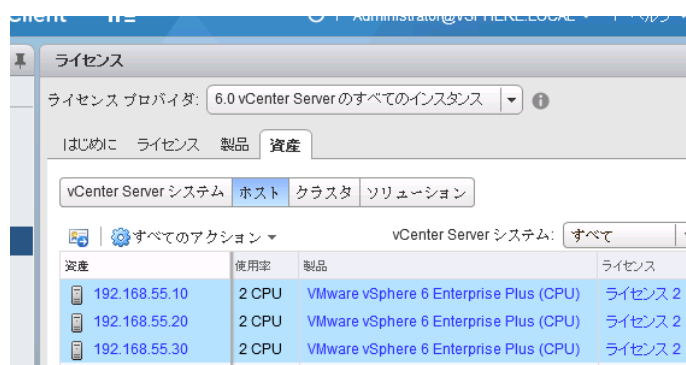 Administrator@VSPHERE.LOCAL
ライセンス
ライセンス プロバイダ: 6.0 vCenter Server のすべてのインスタンス
はじめに ライセンス 製品 資産
vCenter Server システム ホスト クラスタ ソリューション
すべてのアクション vCenter Server システム: すべて
資産 使用率 製品 ライセンス
192.168.55.10 2 CPU VMware vSphere 6 Enterprise Plus (CPU) ライセンス 2
192.168.55.20 2 CPU VMware vSphere 6 Enterprise Plus (CPU) ライセンス 2
192.168.55.30 2 CPU VMware vSphere 6 Enterprise Plus (CPU) ライセンス 2